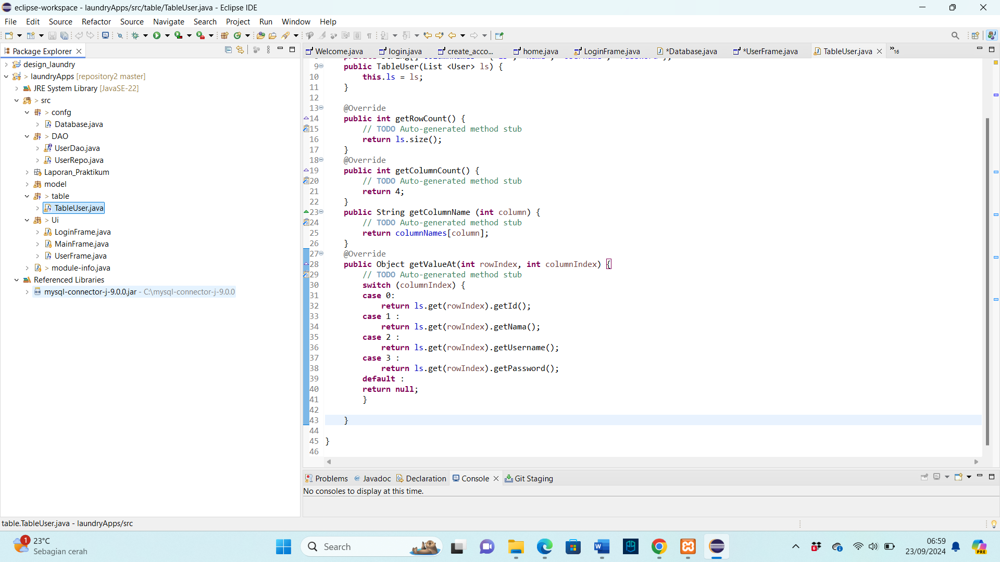 eclipse-workspace - laundryApps/src/table/TableUser.java - Eclipse IDE
File Edit Source Refactor Source Navigate Search Project Run Window Help
Package Explorer
Welcome.java login.java create_acco... home.java LoginFrame.java *Database.java *UserFrame.java TableUser.java »16
design_laundry
> laundryApps [repository2 master]
JRE System Library [JavaSE-22]
> src
> confg
Database.java
> DAO
UserDao.java
UserRepo.java
Laporan_Praktikum
model
> table
TableUser.java
> Ui
LoginFrame.java
MainFrame.java
UserFrame.java
> module-info.java
Referenced Libraries
mysql-connector-j-9.0.0.jar - C:\mysql-connector-j-9.0.0
9 public TableUser(List <User> ls) {
10 this.ls = ls;
11 }
12
13 @Override
14 public int getRowCount() {
15 // TODO Auto-generated method stub
16 return ls.size();
17 }
18 @Override
19 public int getColumnCount() {
20 // TODO Auto-generated method stub
21 return 4;
22 }
23 public String getColumnName (int column) {
24 // TODO Auto-generated method stub
25 return columnNames[column];
26 }
27 @Override
28 public Object getValueAt(int rowIndex, int columnIndex) {
29 // TODO Auto-generated method stub
30 switch (columnIndex) {
31 case 0:
32 return ls.get(rowIndex).getId();
33 case 1 :
34 return ls.get(rowIndex).getNama();
35 case 2 :
36 return ls.get(rowIndex).getUsername();
37 case 3 :
38 return ls.get(rowIndex).getPassword();
39 default :
40 return null;
41 }
42
43 }
44
45 }
46
Problems Javadoc Declaration Console Git Staging
No consoles to display at this time.
table.TableUser.java - laundryApps/src
1
23°C
Sebagian cerah
Search
06:59
23/09/2024
PRE